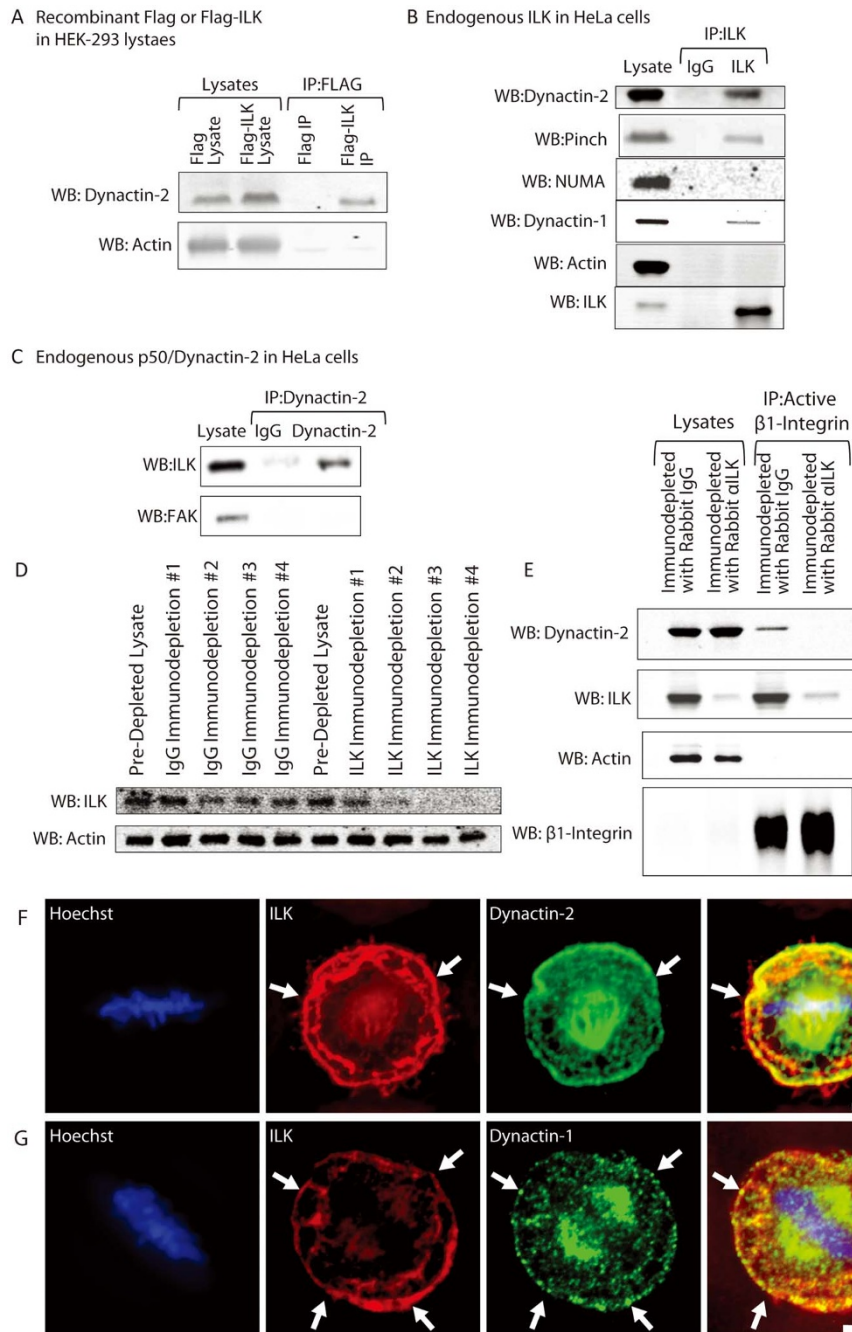 A Recombinant Flag or Flag-ILK
in HEK-293 lystaes
Lysates
IP:FLAG
Flag
Lysate
Flag-ILK
Lysate
Flag IP
Flag-ILK
IP
WB: Dynactin-2
WB: Actin
B Endogenous ILK in HeLa cells
IP:ILK
Lysate IgG ILK
WB:Dynactin-2
WB:Pinch
WB: NUMA
WB: Dynactin-1
WB: Actin
WB: ILK
C Endogenous p50/Dynactin-2 in HeLa cells
IP:Dynactin-2
Lysate IgG Dynactin-2
WB:ILK
WB:FAK
D
Pre-Depleted Lysate
IgG Immunodepletion #1
IgG Immunodepletion #2
IgG Immunodepletion #3
IgG Immunodepletion #4
Pre-Depleted Lysate
ILK Immunodepletion #1
ILK Immunodepletion #2
ILK Immunodepletion #3
ILK Immunodepletion #4
WB: ILK
WB: Actin
E
Lysates
IP:Active
β1-Integrin
Immunodepleted
with Rabbit IgG
Immunodepleted
with Rabbit αILK
Immunodepleted
with Rabbit IgG
Immunodepleted
with Rabbit αILK
WB: Dynactin-2
WB: ILK
WB: Actin
WB: β1-Integrin
F
Hoechst
ILK
Dynactin-2
G
Hoechst
ILK
Dynactin-1